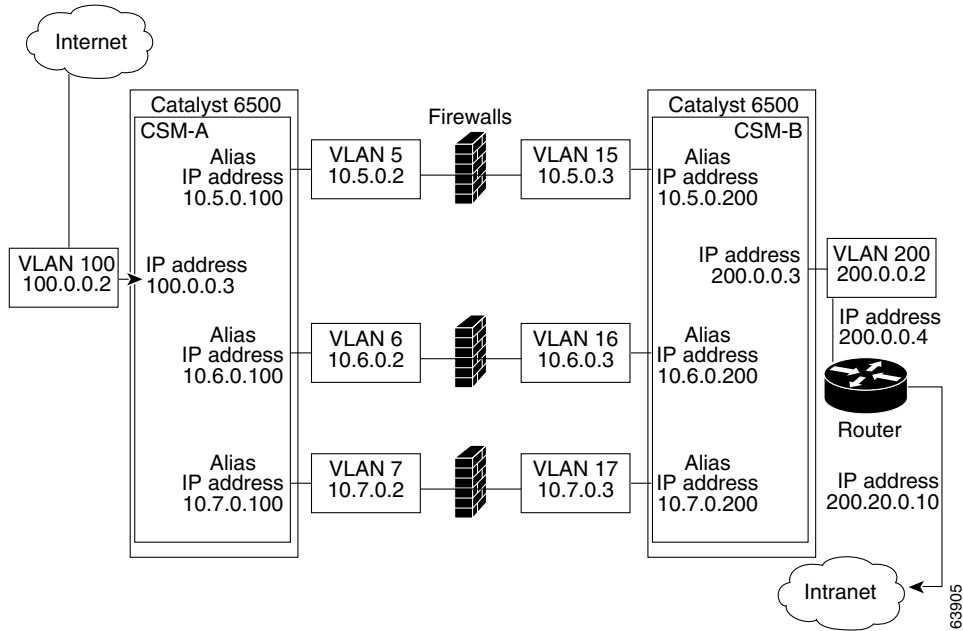 Internet
Catalyst 6500
CSM-A
Alias
IP address
10.5.0.100
VLAN 5
10.5.0.2
Firewalls
VLAN 15
10.5.0.3
Catalyst 6500
CSM-B
Alias
IP address
10.5.0.200
VLAN 100
100.0.0.2
IP address
100.0.0.3
IP address
200.0.0.3
VLAN 200
200.0.0.2
Alias
IP address
10.6.0.100
VLAN 6
10.6.0.2
VLAN 16
10.6.0.3
Alias
IP address
10.6.0.200
IP address
200.0.0.4
Router
Alias
IP address
10.7.0.100
VLAN 7
10.7.0.2
VLAN 17
10.7.0.3
Alias
IP address
10.7.0.200
IP address
200.20.0.10
Intranet
63905